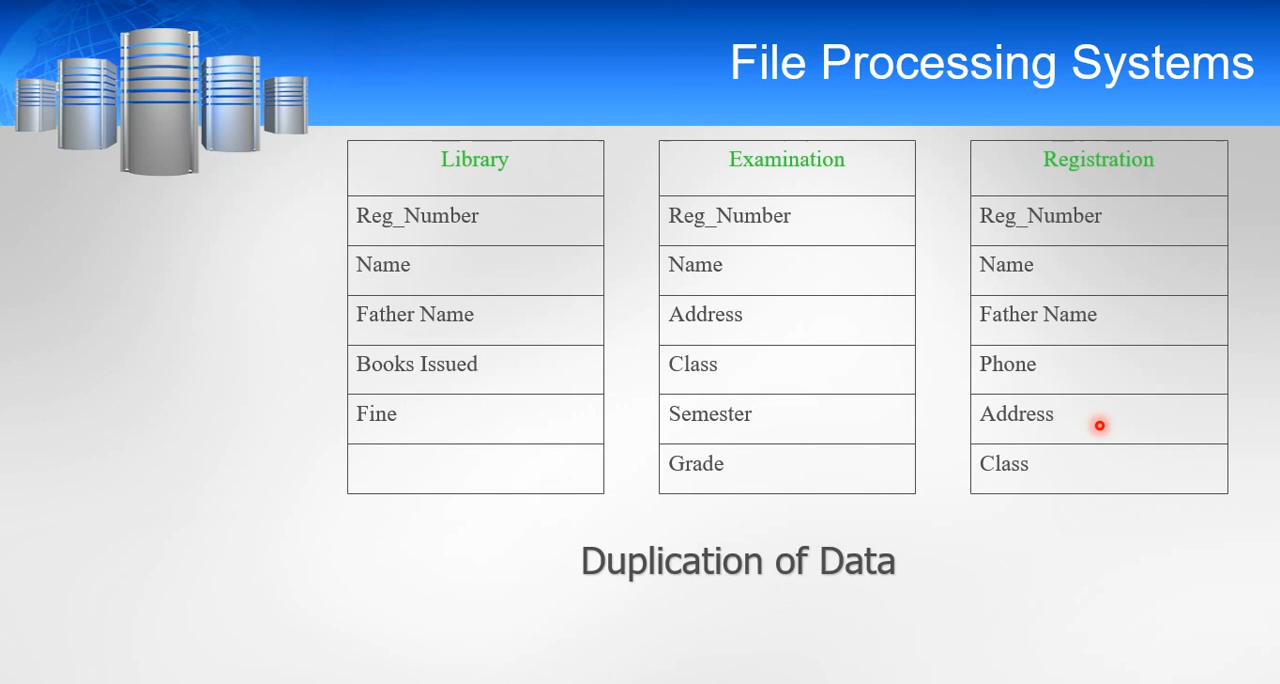 File Processing Systems
Library
Reg_Number
Name
Father Name
Books Issued
Fine
Examination
Reg_Number
Name
Address
Class
Semester
Grade
Registration
Reg_Number
Name
Father Name
Phone
Address
Class
Duplication of Data